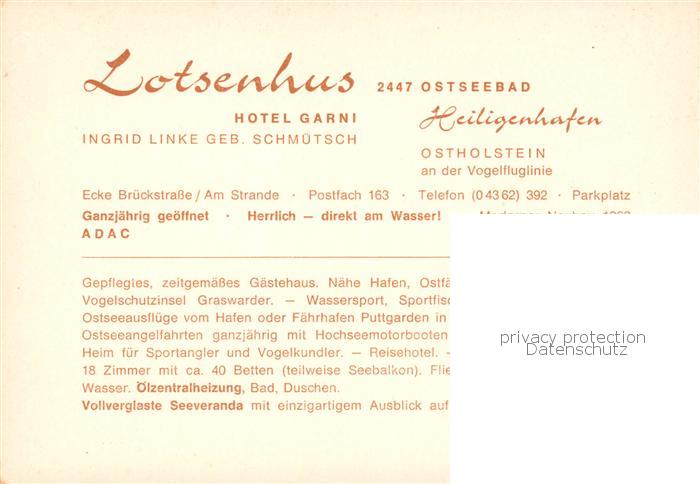 Lotsenhus 2447 OSTSEEBAD
HOTEL GARNI Heiligenhafen
INGRID LINKE GEB. SCHMÜTSCH
OSTHOLSTEIN
an der Vogelfluglinie
Ecke Brückstraße / Am Strande · Postfach 163 · Telefon (0 43 62) 392 · Parkplatz
Ganzjährig geöffnet · Herrlich — direkt am Wasser!
ADAC
Gepflegtes, zeitgemäßes Gästehaus. Nähe Hafen,
Vogelschutzinsel Graswarder. — Wassersport,
Ostseeausflüge vom Hafen oder Fährhafen Puttgarden in
Ostseeangelfahrten ganzjährig mit Hochseemotorbooten
Heim für Sportangler und Vogelkundler. — Reisehotel. —
18 Zimmer mit ca. 40 Betten (teilweise Seebalkon).
Wasser. Ölzentralheizung, Bad, Duschen.
Vollverglaste Seeveranda mit einzigartigem Ausblick auf
privacy protection
Datenschutz